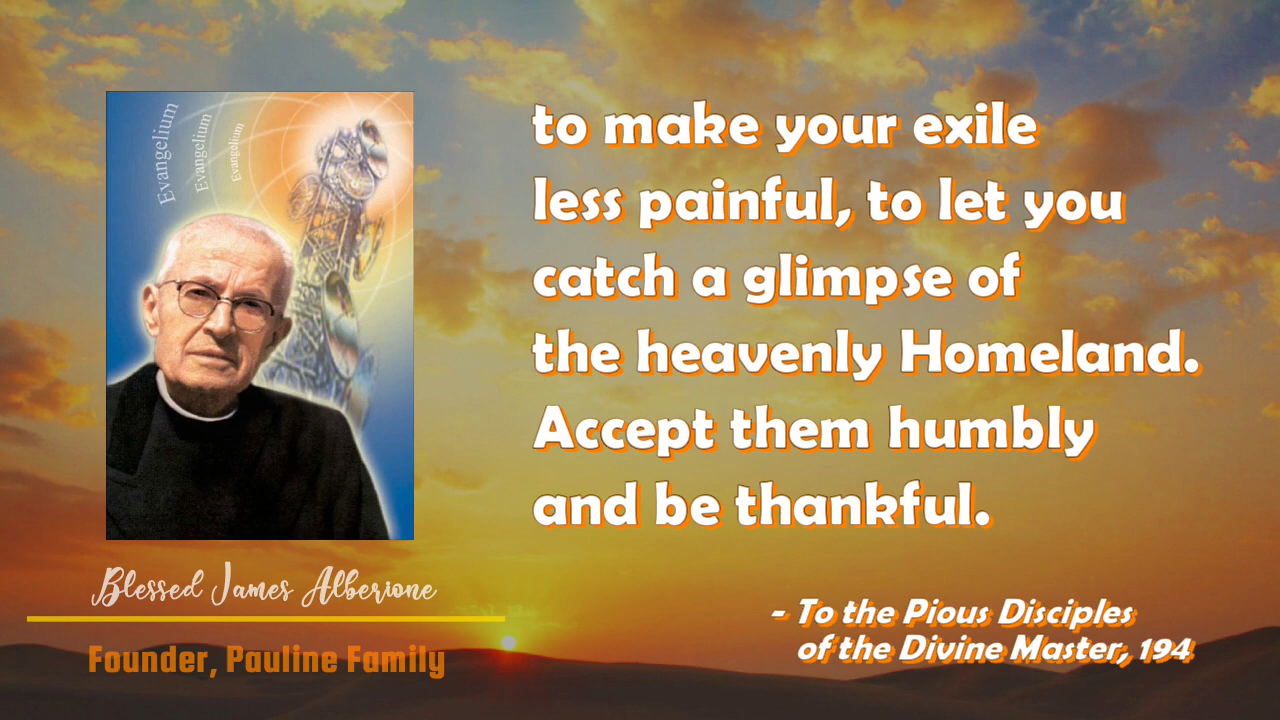 Evangelium
Evangelium
Evangelium
to make your exile
less painful, to let you
catch a glimpse of
the heavenly Homeland.
Accept them humbly
and be thankful.
- To the Pious Disciples
of the Divine Master, 194
Blessed James Alberione
Founder, Pauline Family